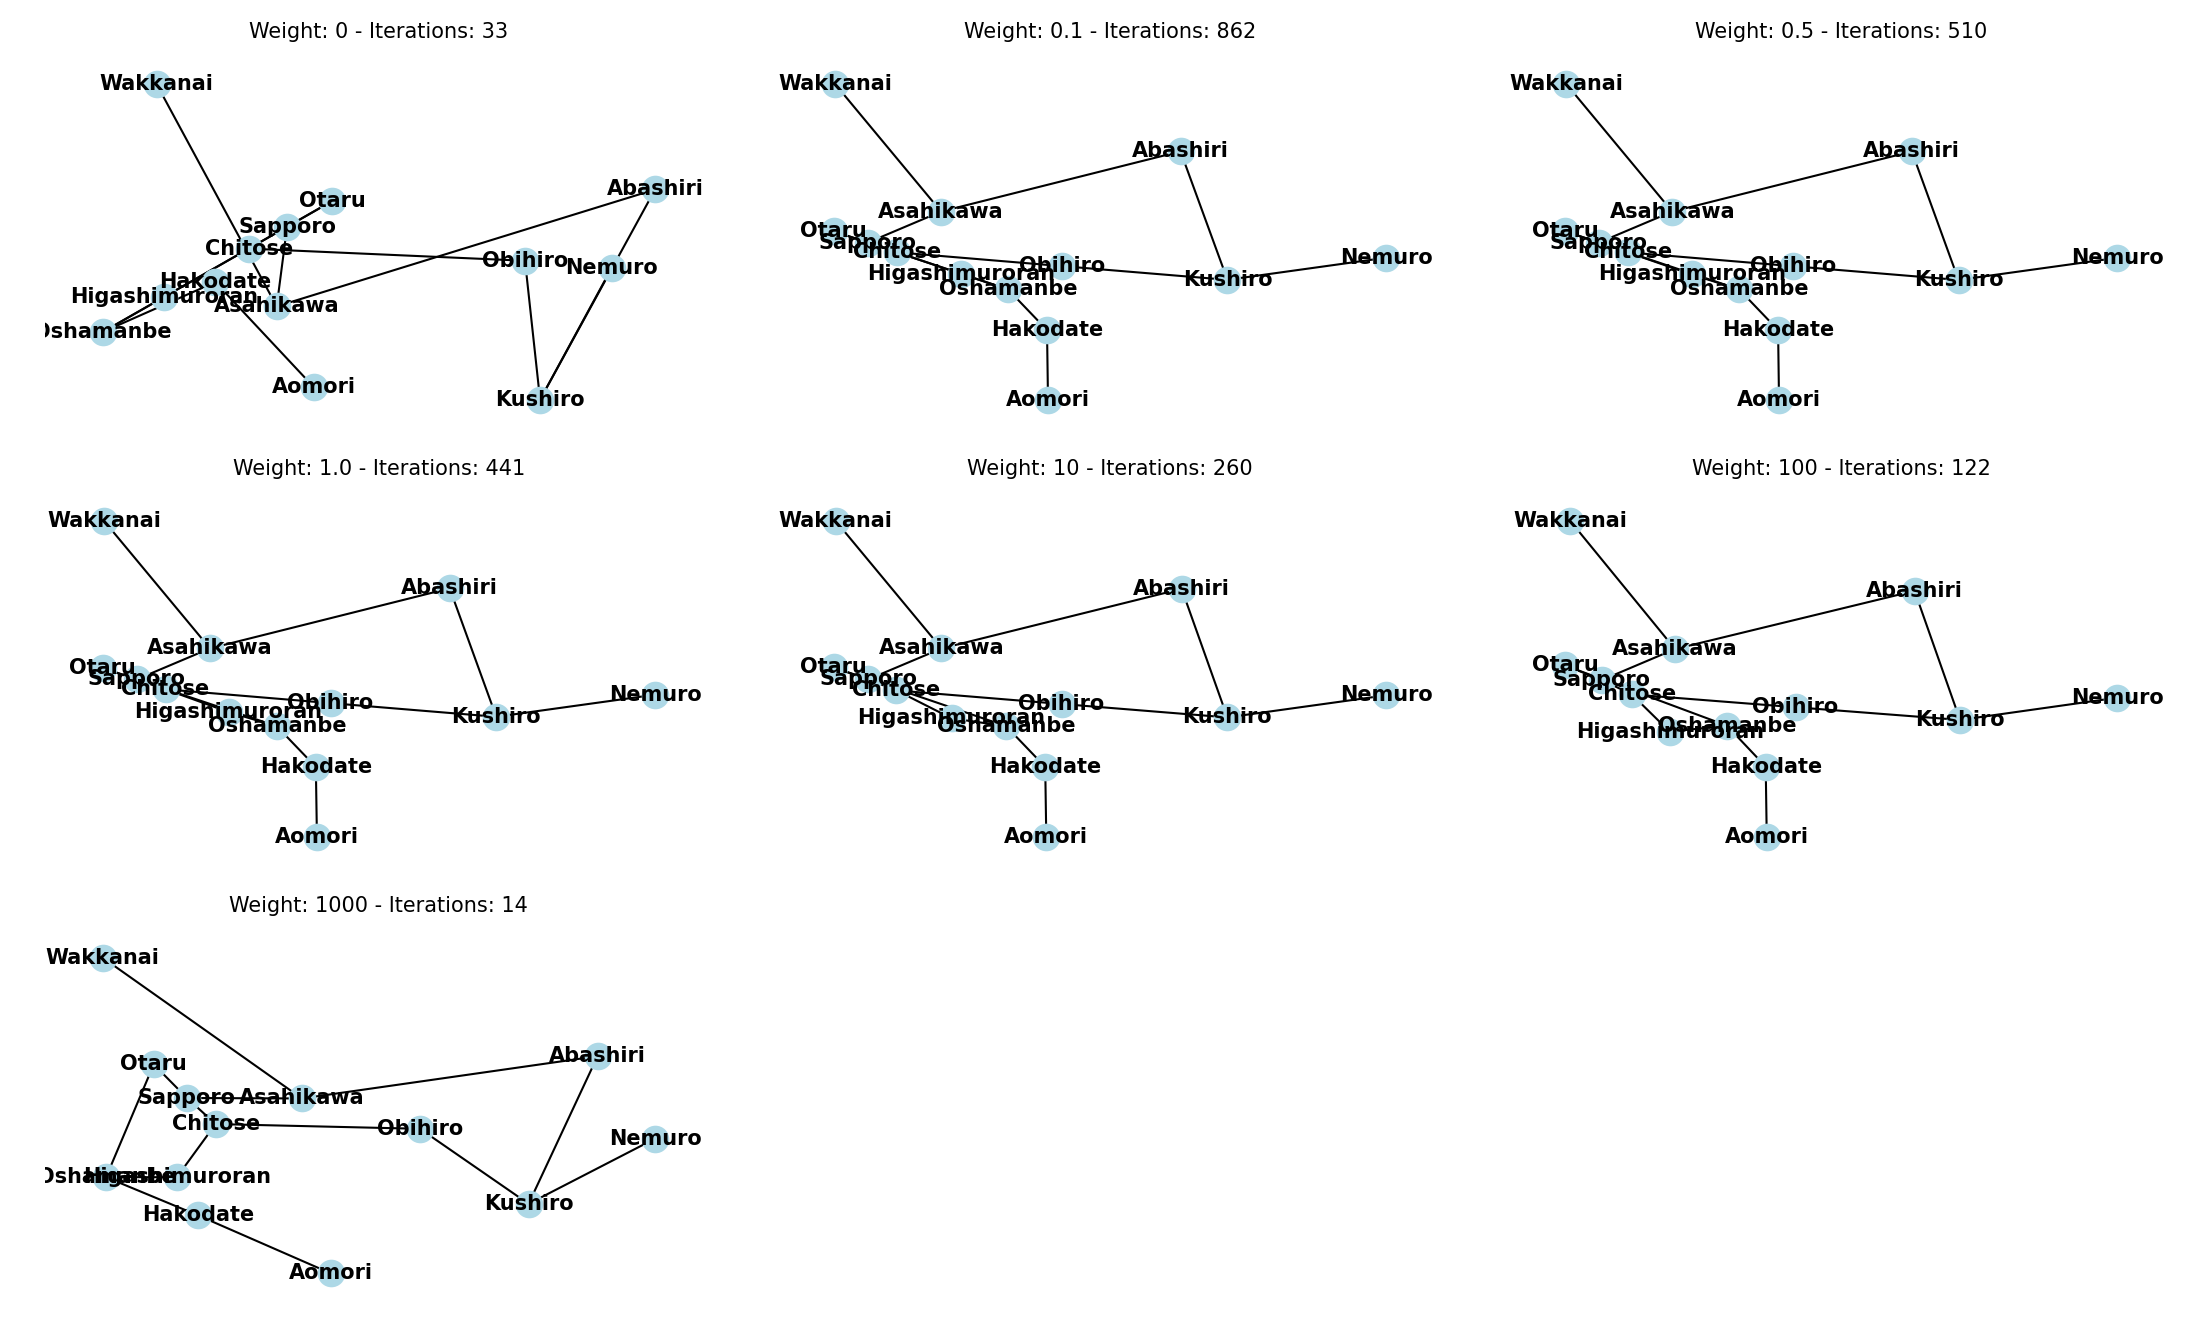 Weight: 0 - Iterations: 33
Wakkanai
Abashiri
Otaru
Sapporo
Chitose
Obihiro
Nemuro
Hakodate
Higashimuroran
Asahikawa
Oshamanbe
Aomori
Kushiro
Weight: 0.1 - Iterations: 862
Wakkanai
Abashiri
Asahikawa
Otaru
Sapporo
Chitose
Nemuro
Obihiro
Higashimuroran
Kushiro
Oshamanbe
Hakodate
Aomori
Weight: 0.5 - Iterations: 510
Wakkanai
Abashiri
Asahikawa
Otaru
Sapporo
Chitose
Nemuro
Obihiro
Higashimuroran
Kushiro
Oshamanbe
Hakodate
Aomori
Weight: 1.0 - Iterations: 441
Wakkanai
Abashiri
Asahikawa
Otaru
Sapporo
Chitose
Nemuro
Obihiro
Higashimuroran
Kushiro
Oshamanbe
Hakodate
Aomori
Weight: 10 - Iterations: 260
Wakkanai
Abashiri
Asahikawa
Otaru
Sapporo
Chitose
Nemuro
Obihiro
Higashimuroran
Kushiro
Oshamanbe
Hakodate
Aomori
Weight: 100 - Iterations: 122
Wakkanai
Abashiri
Asahikawa
Otaru
Sapporo
Chitose
Nemuro
Obihiro
Kushiro
Oshamanbe
Higashimuroran
Hakodate
Aomori
Weight: 1000 - Iterations: 14
Wakkanai
Abashiri
Otaru
Sapporo
Asahikawa
Chitose
Obihiro
Nemuro
Oshamanbe
Higashimuroran
Kushiro
Hakodate
Aomori